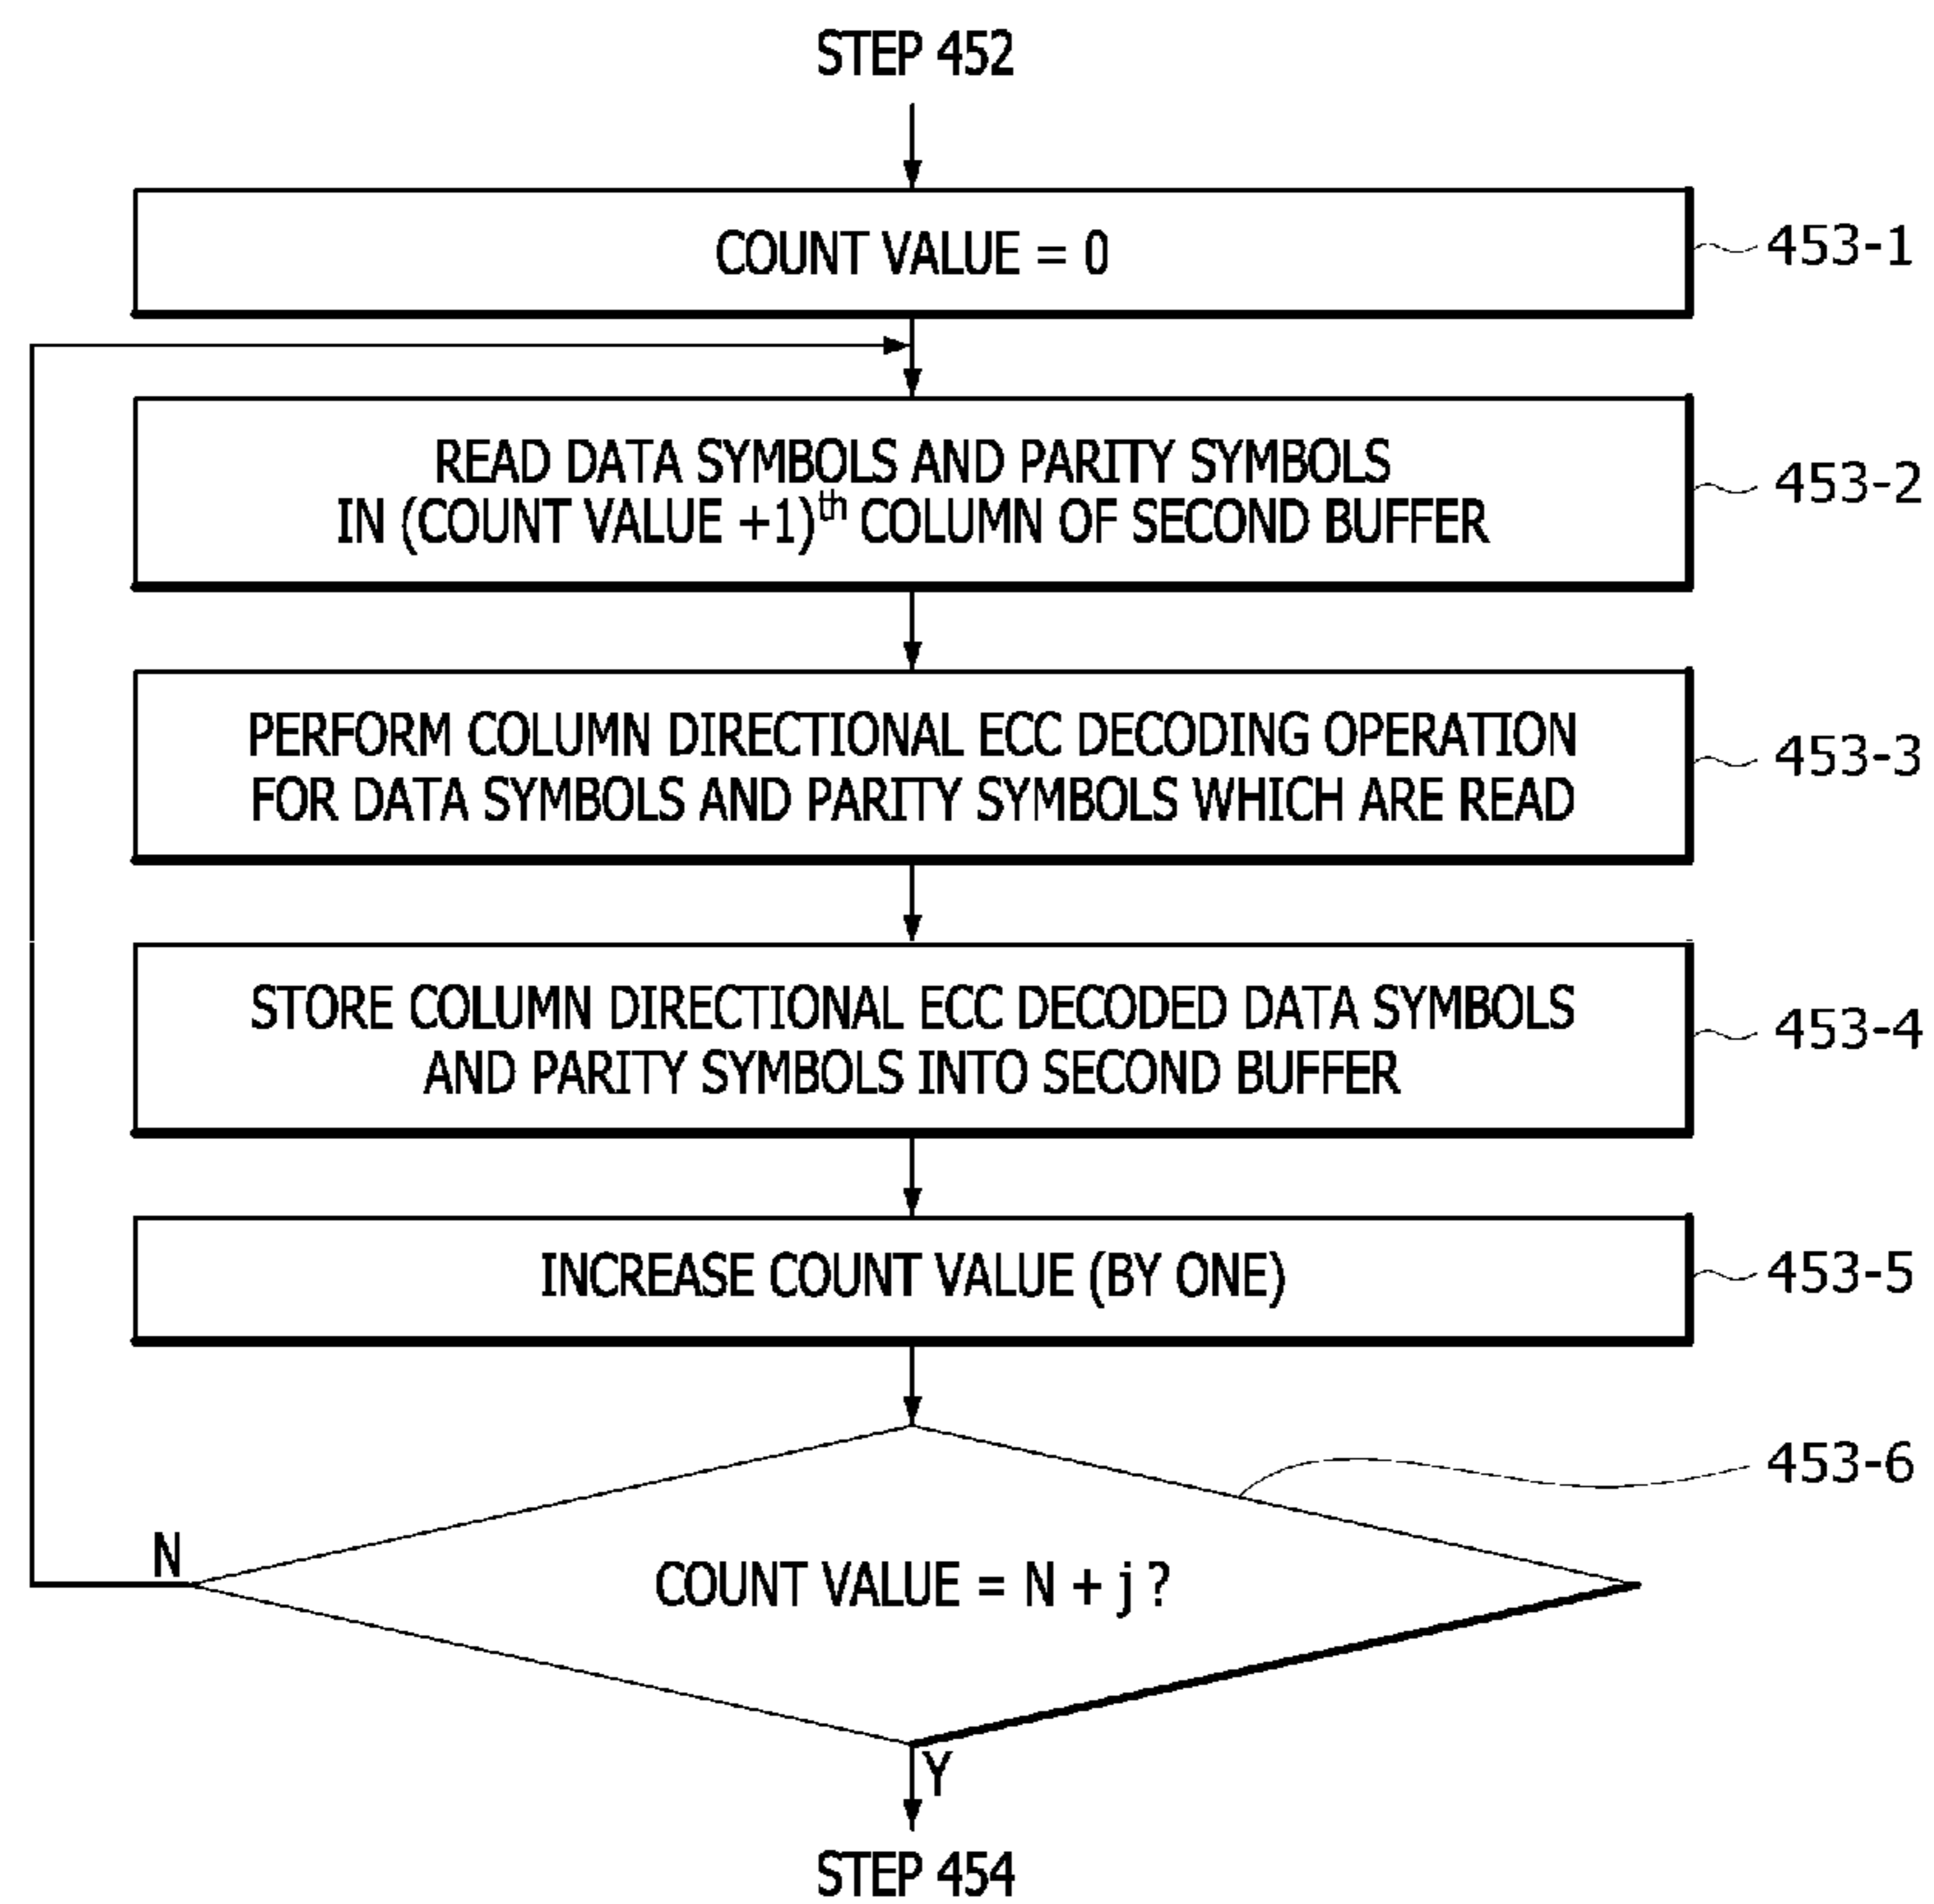 STEP 452
COUNT VALUE = 0
453-1
READ DATA SYMBOLS AND PARITY SYMBOLS
IN (COUNT VALUE +1)th COLUMN OF SECOND BUFFER
453-2
PERFORM COLUMN DIRECTIONAL ECC DECODING OPERATION
FOR DATA SYMBOLS AND PARITY SYMBOLS WHICH ARE READ
453-3
STORE COLUMN DIRECTIONAL ECC DECODED DATA SYMBOLS
AND PARITY SYMBOLS INTO SECOND BUFFER
453-4
INCREASE COUNT VALUE (BY ONE)
453-5
453-6
N
COUNT VALUE = N + j ?
Y
STEP 454